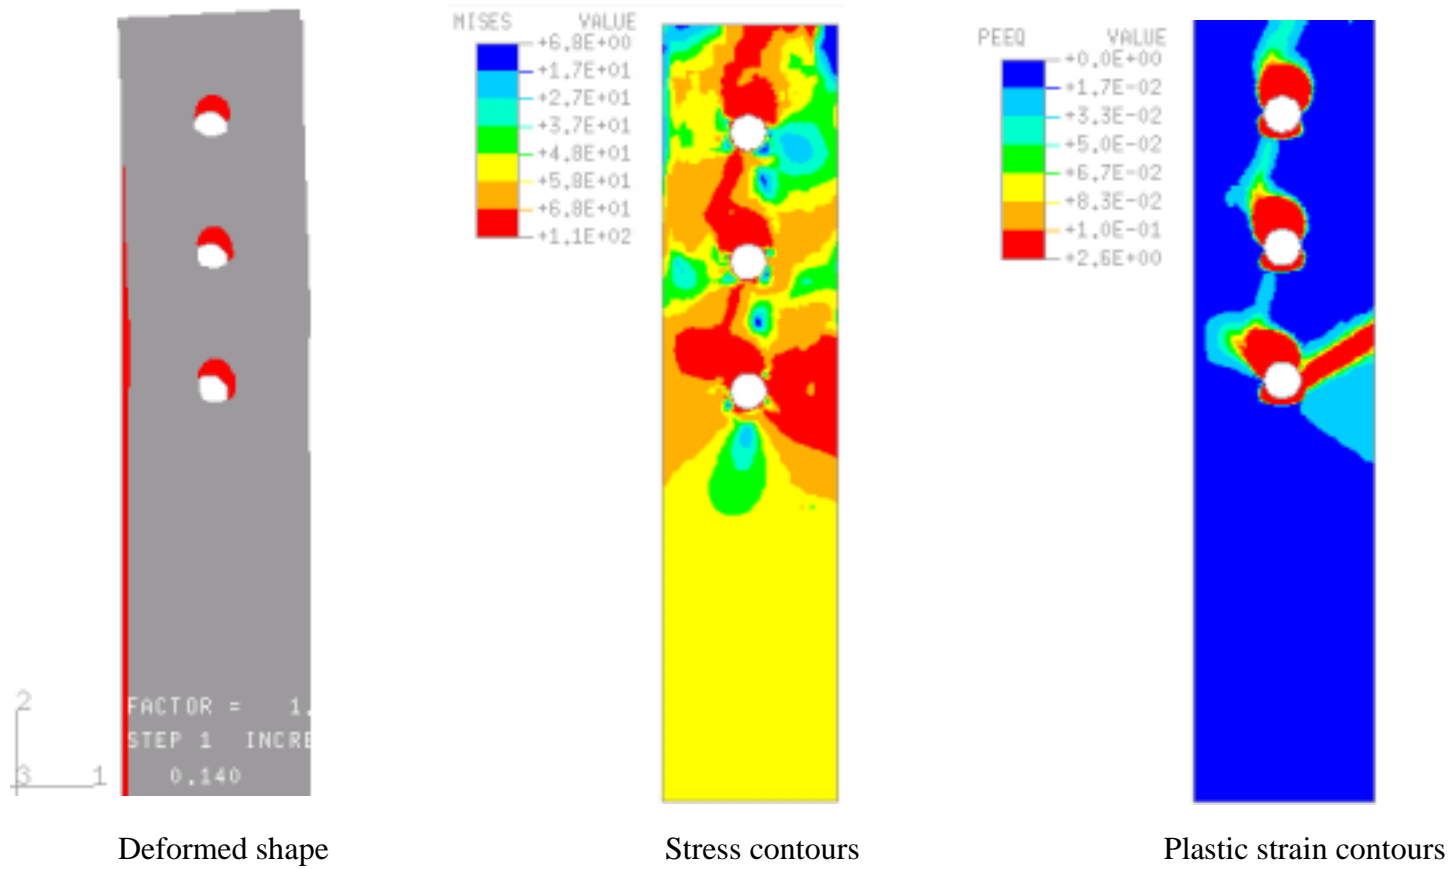 MISES VALUE
+6.8E+00
+1.7E+01
+2.7E+01
+3.7E+01
+4.8E+01
+5.8E+01
+6.8E+01
+1.1E+02
PEEQ VALUE
+0.0E+00
+1.7E-02
+3.3E-02
+5.0E-02
+6.7E-02
+8.3E-02
+1.0E-01
+2.6E+00
2
3 1
FACTOR = 1.
STEP 1 INCRE
0.140
Deformed shape
Stress contours
Plastic strain contours